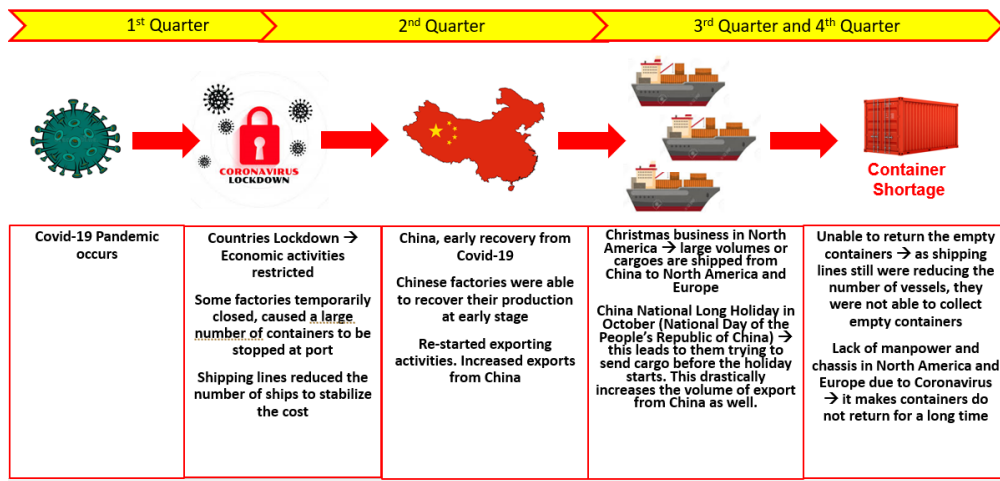 1st Quarter
2nd Quarter
3rd Quarter and 4th Quarter
CORONAVIRUS
LOCKDOWN
Container
Shortage
Covid-19 Pandemic
occurs
Countries Lockdown →
Economic activities
restricted
Some factories temporarily
closed, caused a large
number of containers to be
stopped at port
Shipping lines reduced the
number of ships to stabilize
the cost
China, early recovery from
Covid-19
Chinese factories were able
to recover their production
at early stage
Re-started exporting
activities. Increased exports
from China
Christmas business in North
America → large volumes or
cargoes are shipped from
China to North America and
Europe
China National Long Holiday in
October (National Day of the
People's Republic of China) →
this leads to them trying to
send cargo before the holiday
starts. This drastically
increases the volume of export
from China as well.
Unable to return the empty
containers → as shipping
lines still were reducing the
number of vessels, they
were not able to collect
empty containers
Lack of manpower and
chassis in North America and
Europe due to Coronavirus
→ it makes containers do
not return for a long time